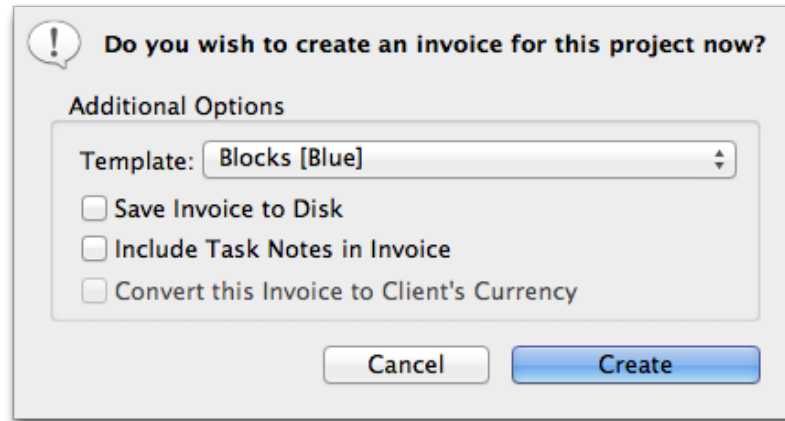 Do you wish to create an invoice for this project now?
Additional Options
Template: Blocks [Blue]
Save Invoice to Disk
Include Task Notes in Invoice
Convert this Invoice to Client's Currency
Cancel Create